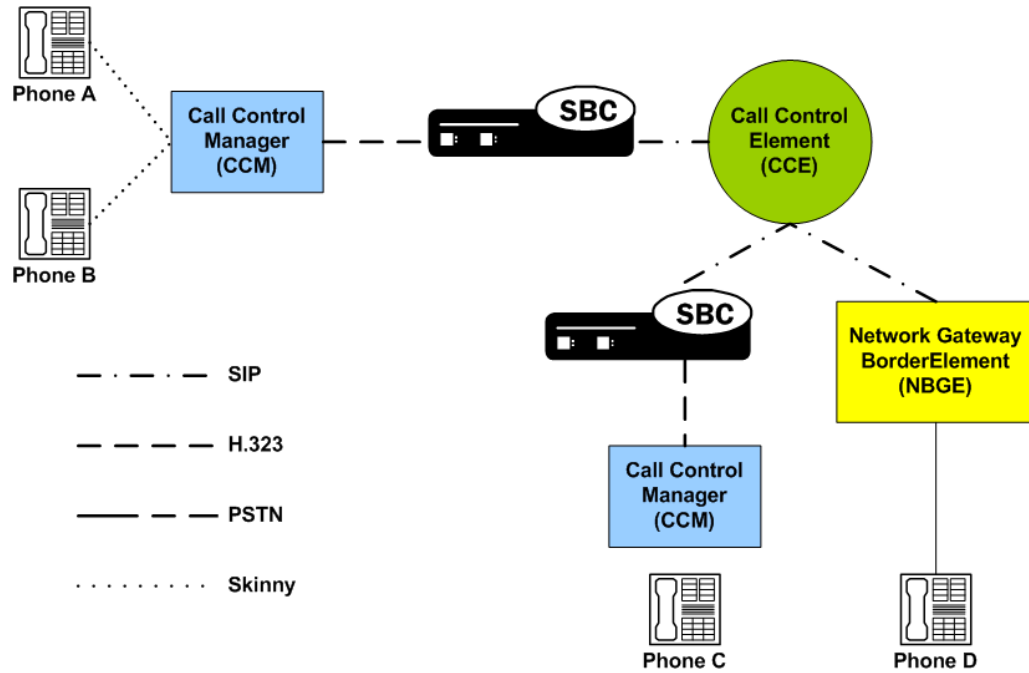 Phone A
Phone B
Call Control
Manager
(CCM)
SBC
Call Control
Element
(CCE)
SBC
Network Gateway
BorderElement
(NBGE)
Call Control
Manager
(CCM)
Phone C
Phone D
SIP
H.323
PSTN
Skinny